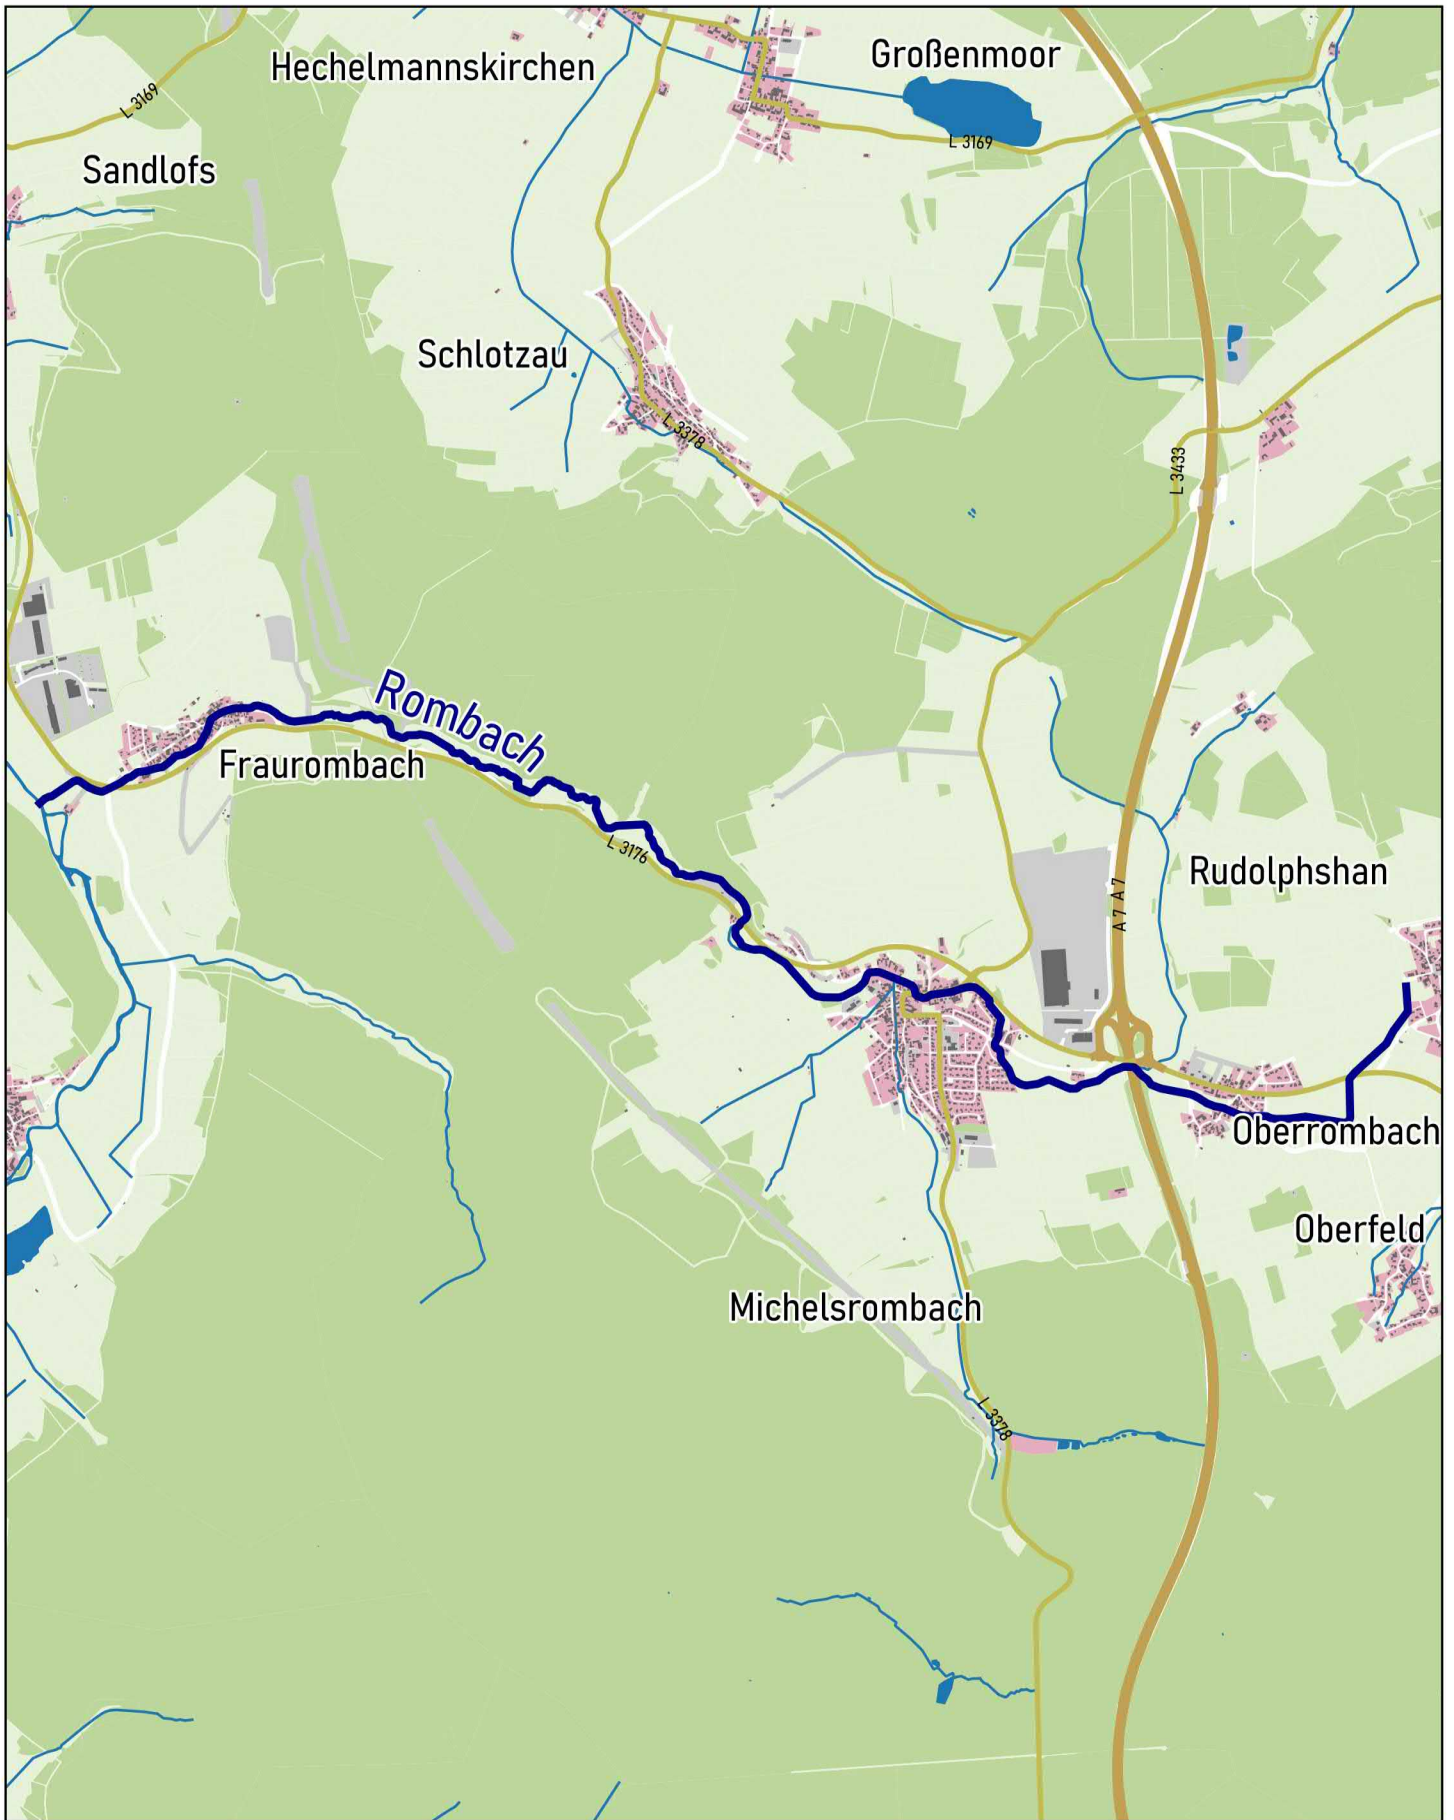 Großenmoor
Hechelmannskirchen
L 3169
L 3169
Sandlofs
Schlotzau
L 3378
L 3433
Rombach
Fraurombach
L 3176
Rudolphshan
A 7 A 7
Oberrombach
Oberfeld
Michelsrombach
L 3378